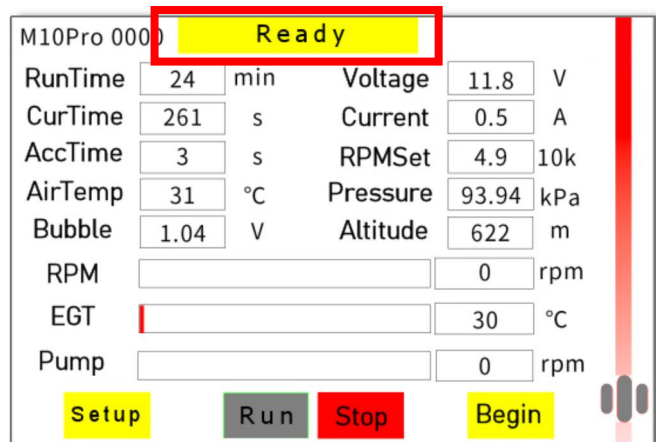 M10Pro 0000 Ready
RunTime 24 min Voltage 11.8 V
CurTime 261 s Current 0.5 A
AccTime 3 s RPMSet 4.9 10k
AirTemp 31 °C Pressure 93.94 kPa
Bubble 1.04 V Altitude 622 m
RPM 0 rpm
EGT 30 °C
Pump 0 rpm
Setup Run Stop Begin